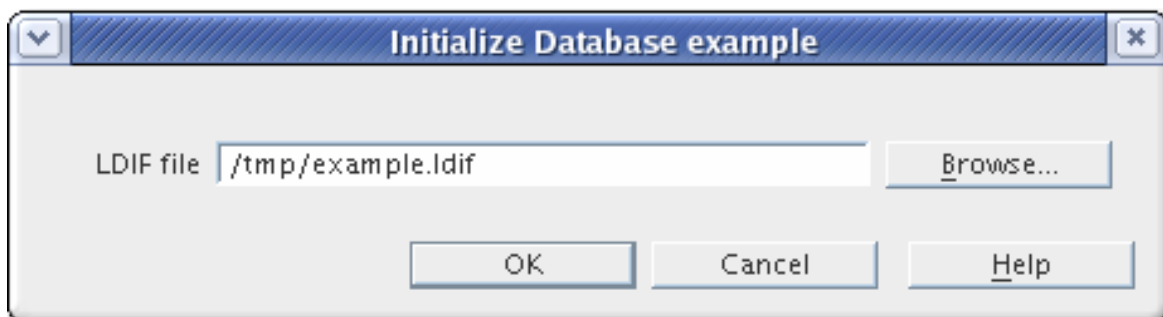 Initialize Database example
LDIF file /tmp/example.ldif Browse...
OK Cancel Help